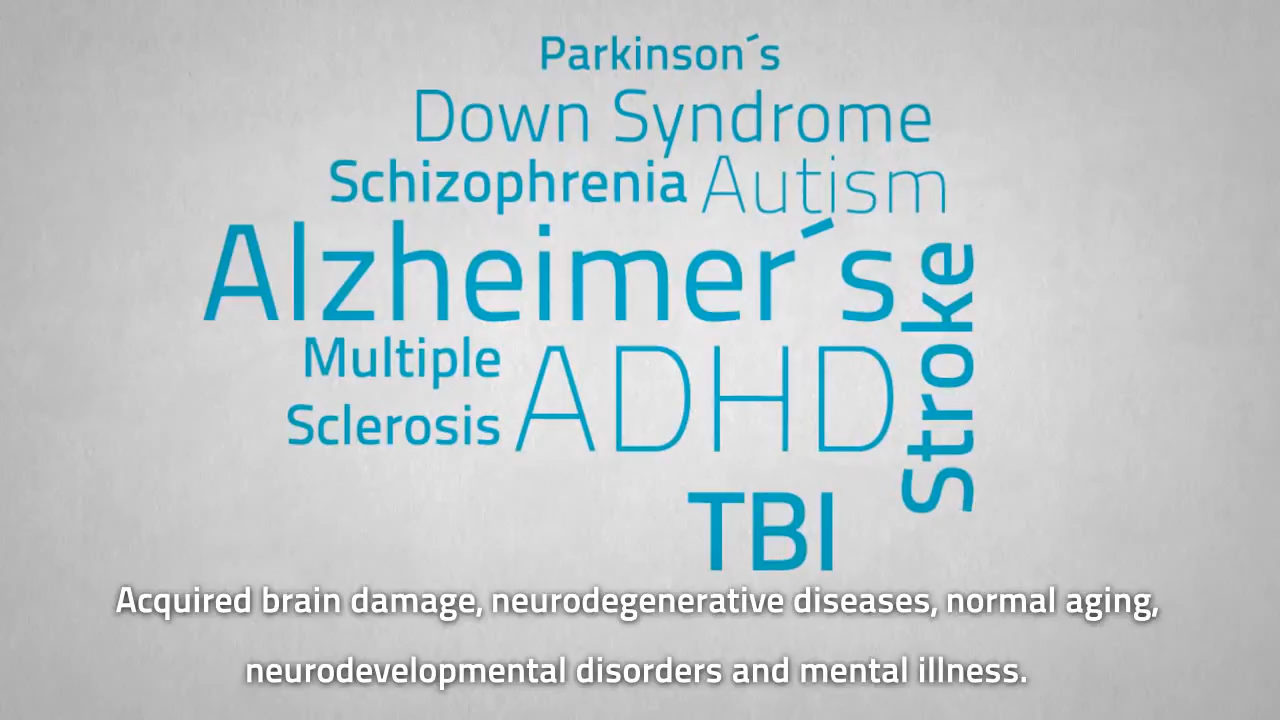 Parkinson´s
Down Syndrome
Schizophrenia Autism
Alzheimer´s
Stroke
Multiple
Sclerosis
ADHD
TBI
Acquired brain damage, neurodegenerative diseases, normal aging,
neurodevelopmental disorders and mental illness.